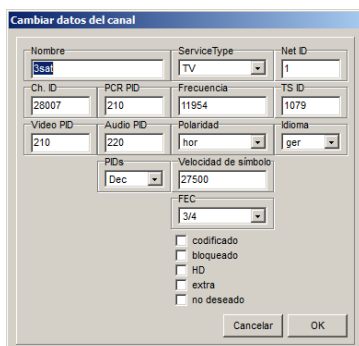 Cambiar datos del canal
Nombre ServiceType Net ID
3sat TV 1
Ch. ID PCR PID Frecuencia TS ID
28007 210 11954 1079
Video PID Audio PID Polaridad Idioma
210 220 hor ger
PIDs Velocidad de símbolo
Dec 27500
FEC
3/4
codificado
bloqueado
HD
extra
no deseado
Cancelar OK